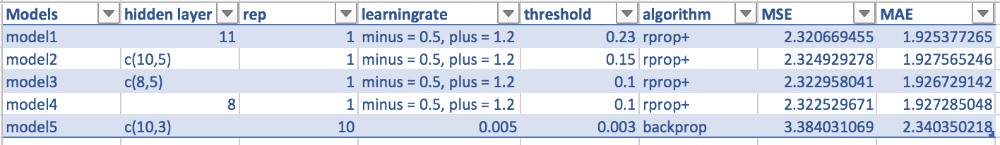 Models hidden layer rep learningrate threshold algorithm MSE MAE
model1 11 1 minus = 0.5, plus = 1.2 0.23 rprop+ 2.320669455 1.925377265
model2 c(10,5) 1 minus = 0.5, plus = 1.2 0.15 rprop+ 2.324929278 1.927565246
model3 c(8,5) 1 minus = 0.5, plus = 1.2 0.1 rprop+ 2.322958041 1.926729142
model4 8 1 minus = 0.5, plus = 1.2 0.1 rprop+ 2.322529671 1.927285048
model5 c(10,3) 10 0.005 0.003 backprop 3.384031069 2.340350218